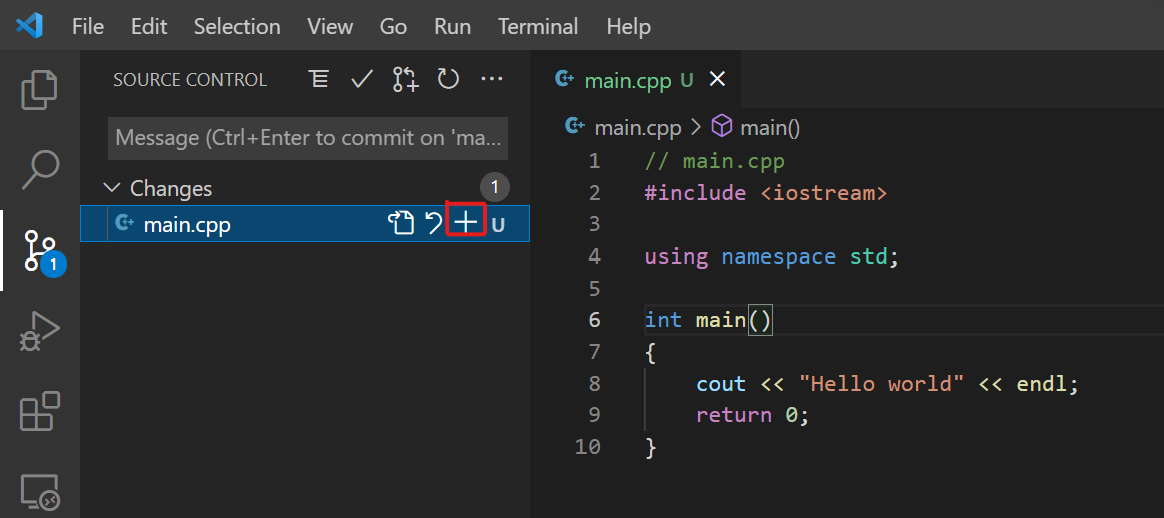 File Edit Selection View Go Run Terminal Help
SOURCE CONTROL
Message (Ctrl+Enter to commit on 'ma...
Changes 1
main.cpp U
1
main.cpp U
main.cpp > main()
1 // main.cpp
2 #include <iostream>
3
4 using namespace std;
5
6 int main()
7 {
8 cout << "Hello world" << endl;
9 return 0;
10 }